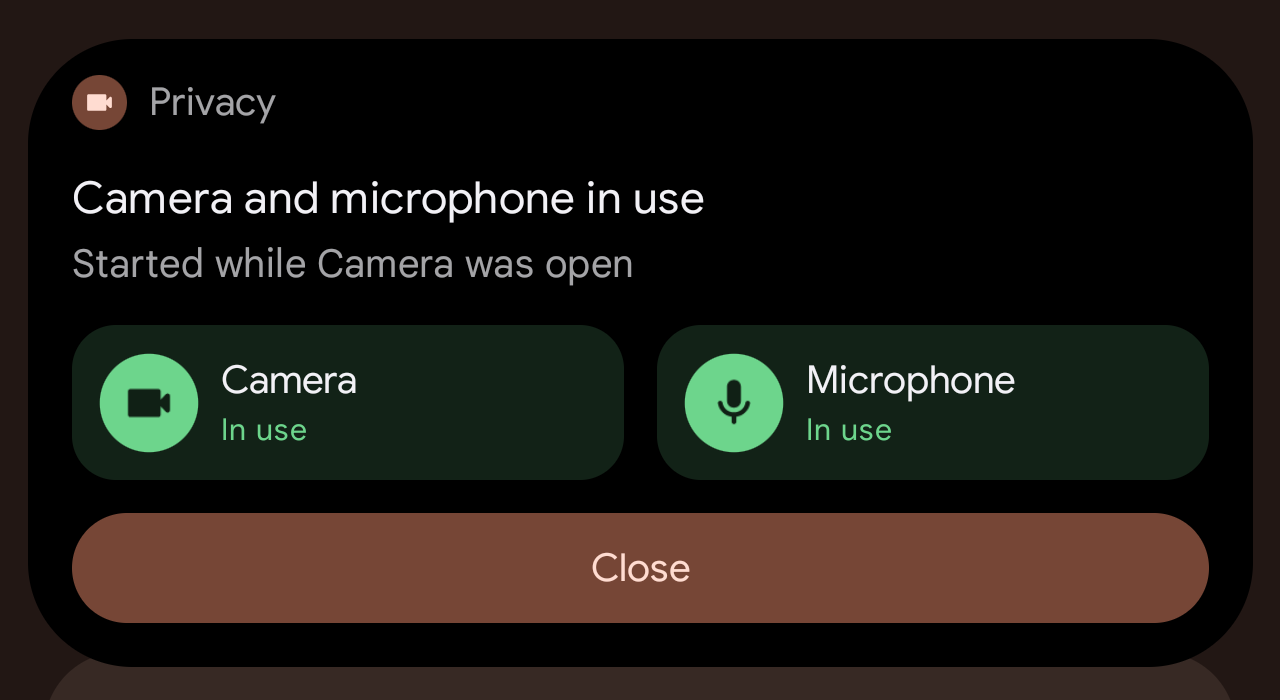 Privacy
Camera and microphone in use
Started while Camera was open
Camera
In use
Microphone
In use
Close